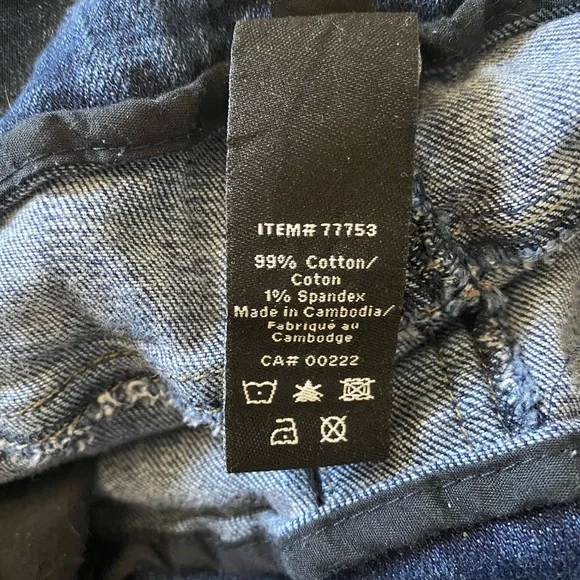 ITEM# 77753
99% Cotton/
Coton
1% Spandex
Made in Cambodia/
Fabriqué au
Cambodge
CA# 00222